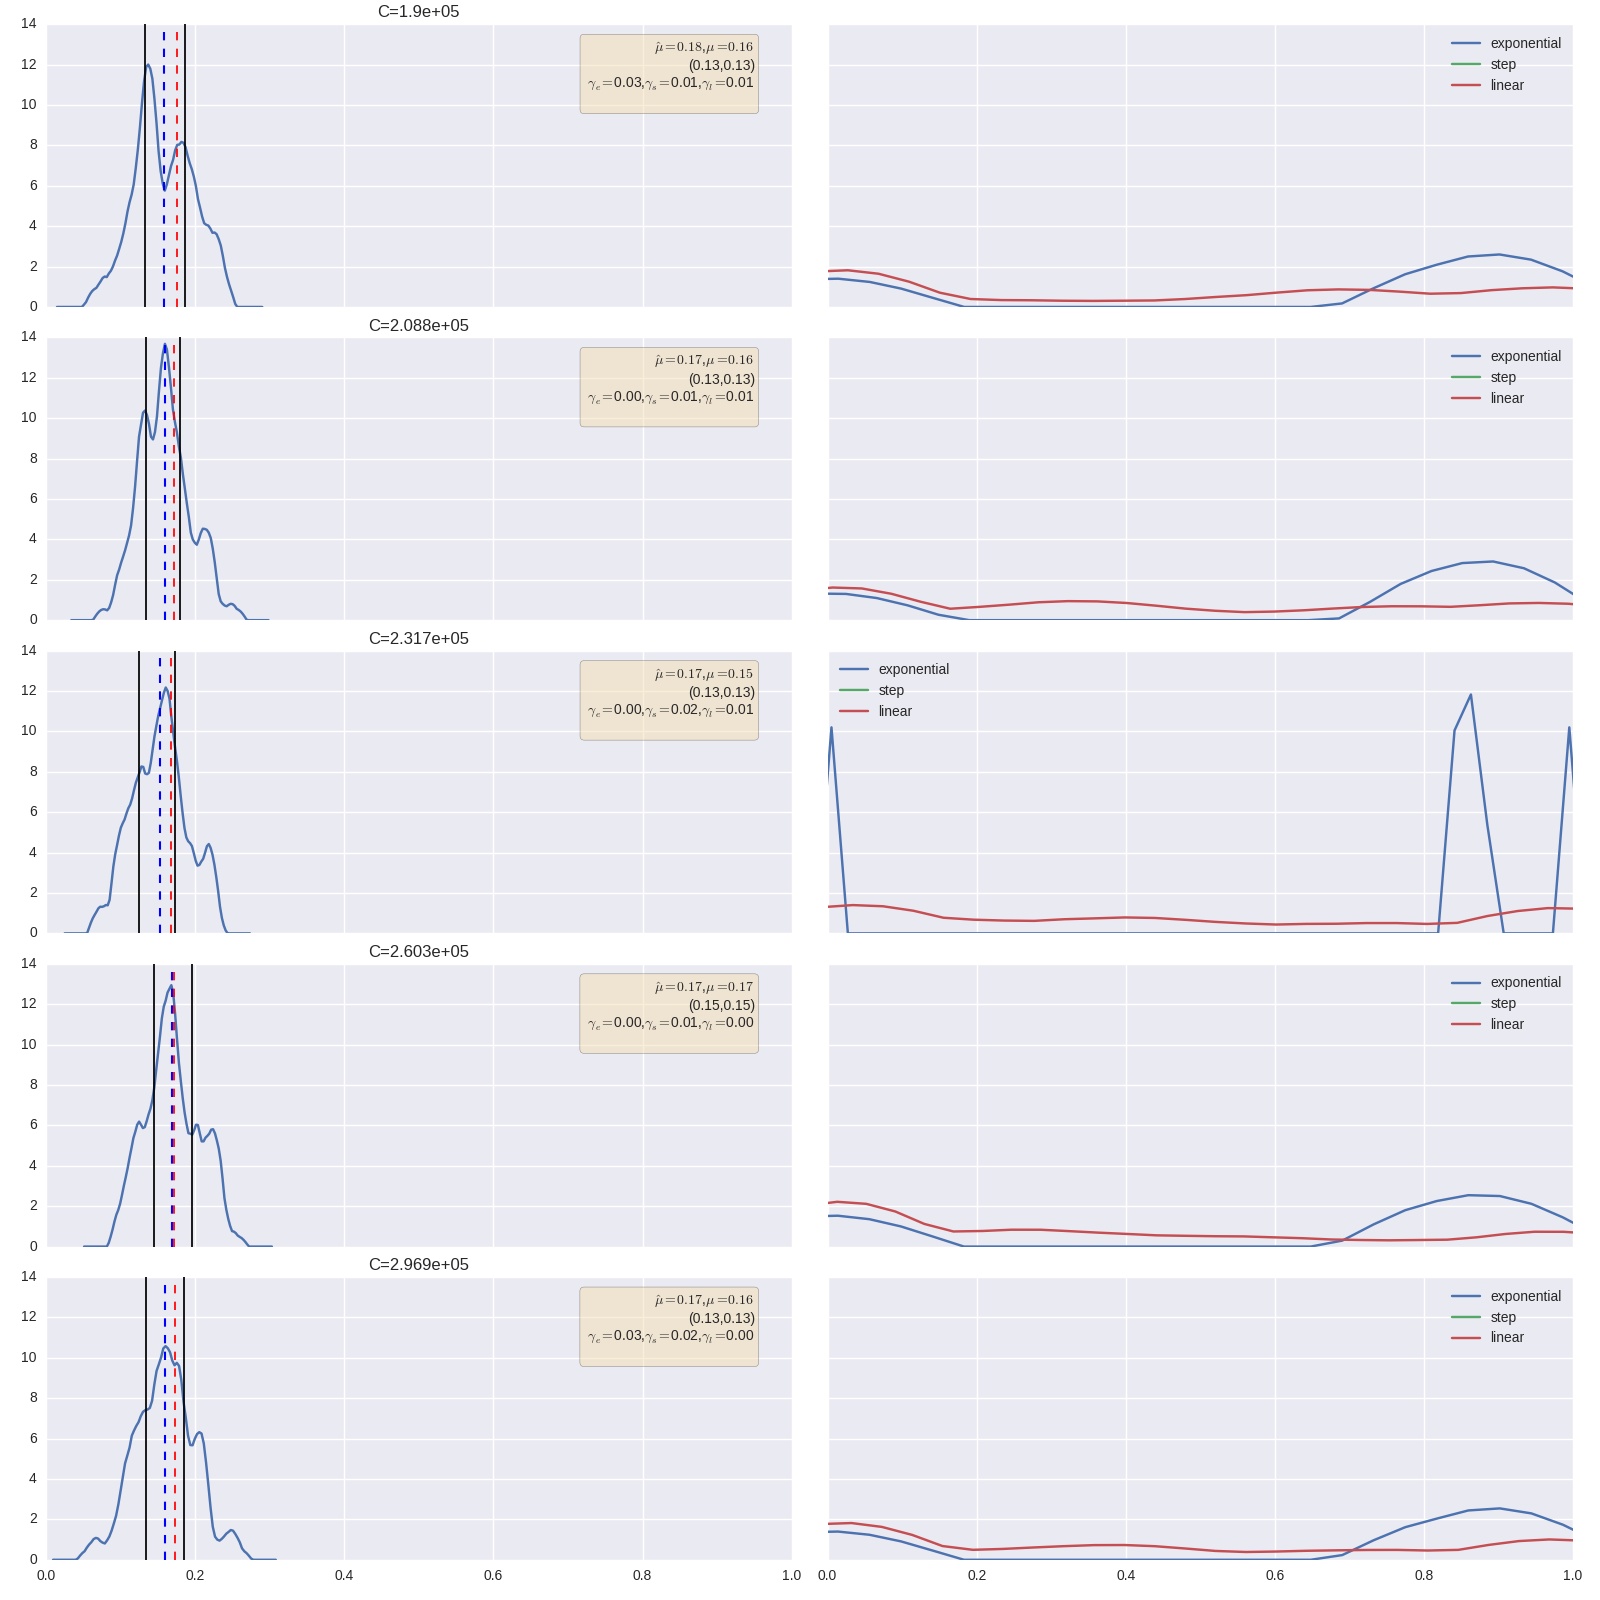 C=1.9e+05
14
12
10
8
6
4
2
0
μ̂=0.18,μ=0.16
(0.13,0.13)
γₑ=0.03,γₛ=0.01,γₗ=0.01
exponential
step
linear
C=2.088e+05
14
12
10
8
6
4
2
0
μ̂=0.17,μ=0.16
(0.13,0.13)
γₑ=0.00,γₛ=0.01,γₗ=0.01
exponential
step
linear
C=2.317e+05
14
12
10
8
6
4
2
0
μ̂=0.17,μ=0.15
(0.13,0.13)
γₑ=0.00,γₛ=0.02,γₗ=0.01
exponential
step
linear
C=2.603e+05
14
12
10
8
6
4
2
0
μ̂=0.17,μ=0.17
(0.15,0.15)
γₑ=0.00,γₛ=0.01,γₗ=0.00
exponential
step
linear
C=2.969e+05
14
12
10
8
6
4
2
0
μ̂=0.17,μ=0.16
(0.13,0.13)
γₑ=0.03,γₛ=0.02,γₗ=0.00
exponential
step
linear
0.0 0.2 0.4 0.6 0.8 1.0
0.0 0.2 0.4 0.6 0.8 1.0